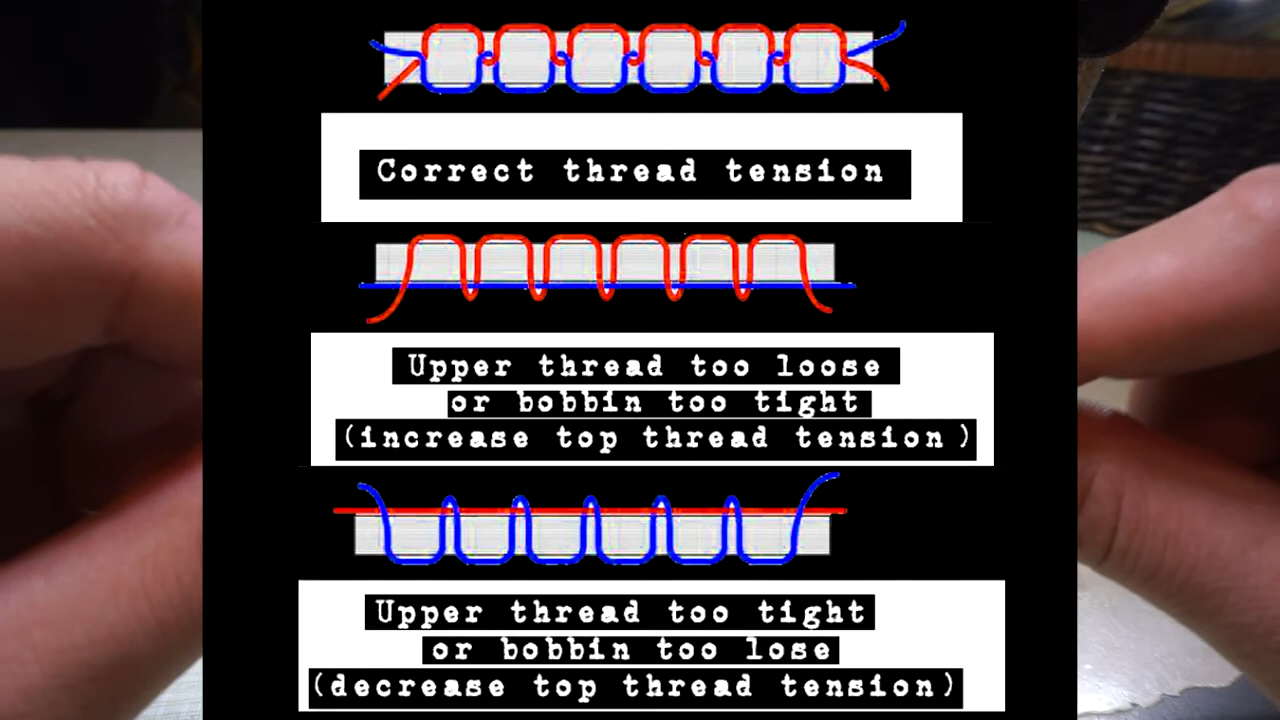 Correct thread tension
Upper thread too loose
or bobbin too tight
(increase top thread tension )
Upper thread too tight
or bobbin too lose
(decrease top thread tension)